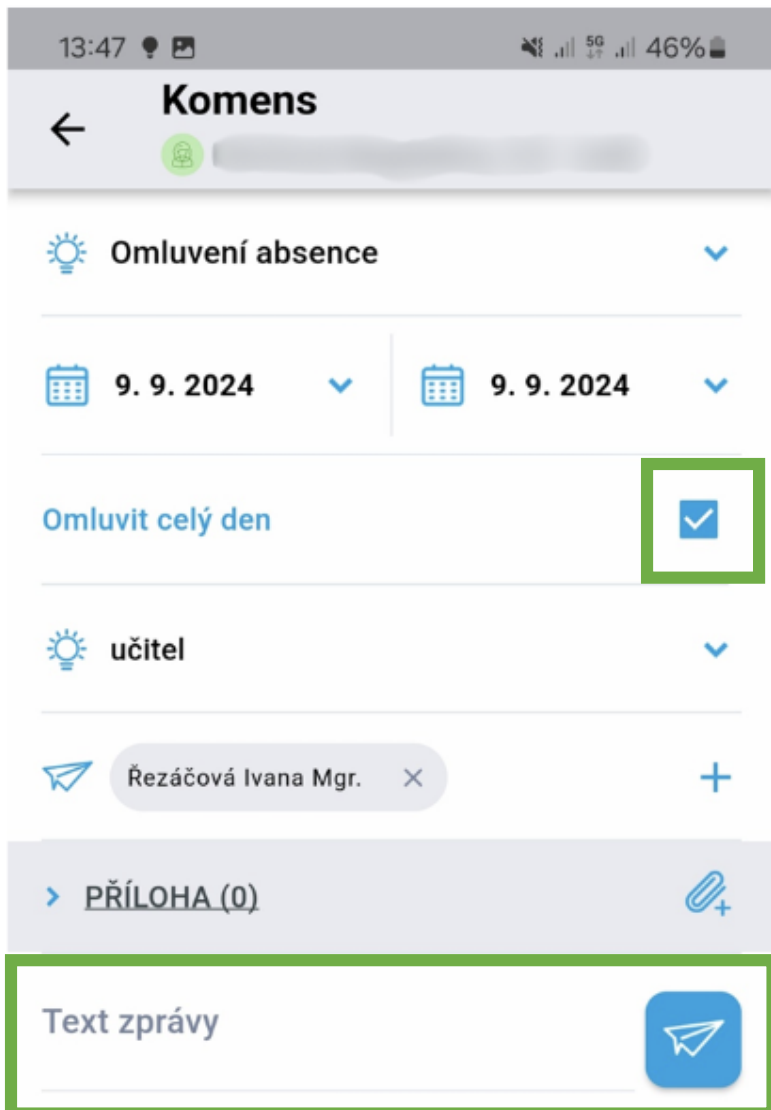 13:47 5G 46%
Komens
Omluvení absence
9. 9. 2024 9. 9. 2024
Omluvit celý den
učitel
Řezáčová Ivana Mgr.
PŘÍLOHA (0)
Text zprávy